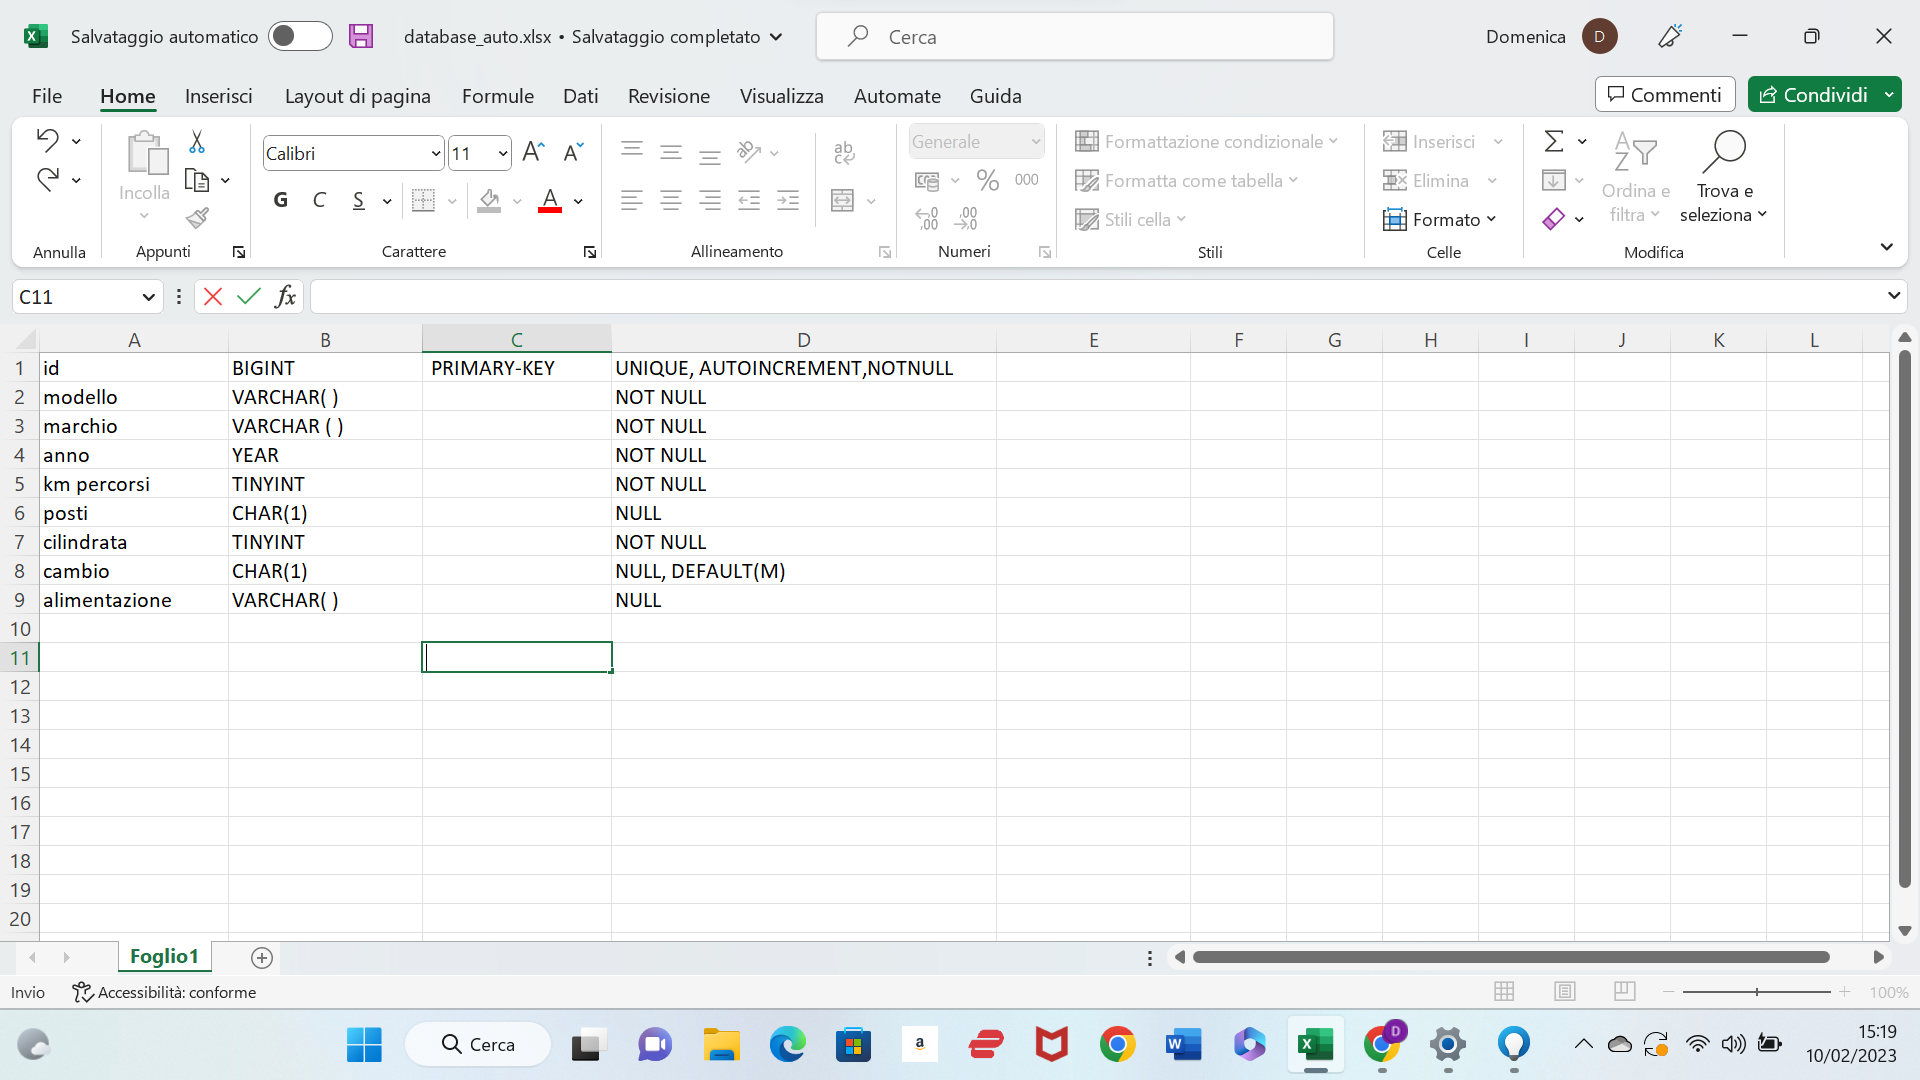 Salvataggio automatico database_auto.xlsx • Salvataggio completato Cerca Domenica D
File Home Inserisci Layout di pagina Formule Dati Revisione Visualizza Automate Guida Commenti Condividi
Calibri 11 Generale Formattazione condizionale Inserisci
Incolla Formatta come tabella Elimina Ordina e filtra Trova e seleziona
G C S A % 000 Stili cella Formato
Annulla Appunti Carattere Allineamento Numeri Stili Celle Modifica
C11 fx
A B C D E F G H I J K L
1 id BIGINT PRIMARY-KEY UNIQUE, AUTOINCREMENT,NOTNULL
2 modello VARCHAR( ) NOT NULL
3 marchio VARCHAR ( ) NOT NULL
4 anno YEAR NOT NULL
5 km percorsi TINYINT NOT NULL
6 posti CHAR(1) NULL
7 cilindrata TINYINT NOT NULL
8 cambio CHAR(1) NULL, DEFAULT(M)
9 alimentazione VARCHAR( ) NULL
10
11
12
13
14
15
16
17
18
19
20
Foglio1
Invio Accessibilità: conforme 100%
Cerca 15:19
10/02/2023